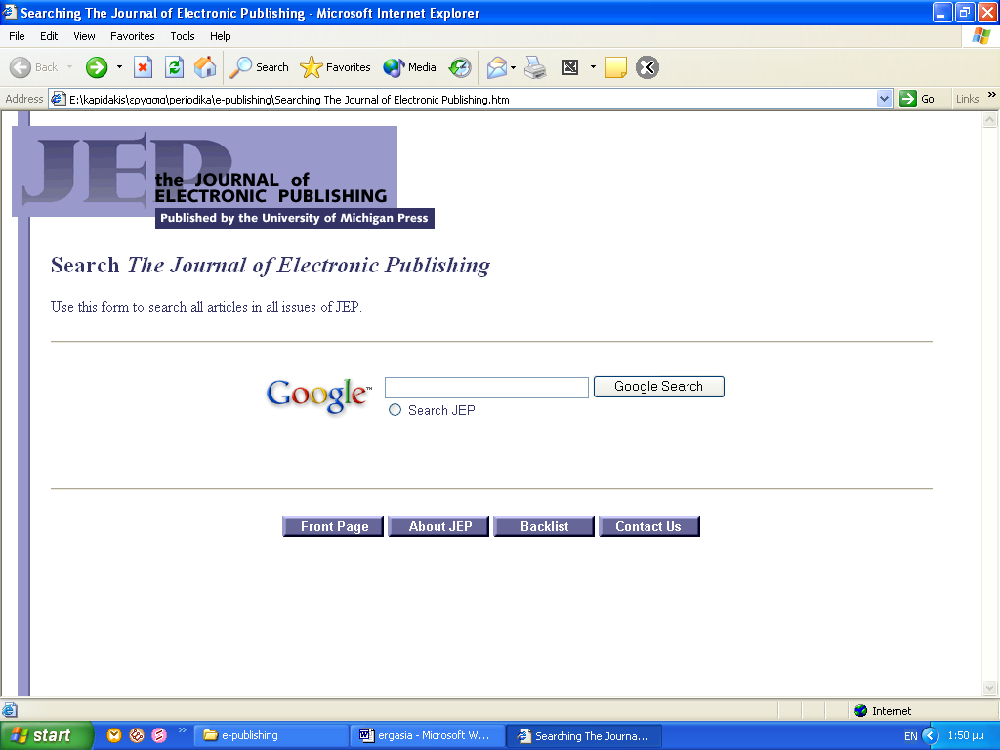 Searching The Journal of Electronic Publishing - Microsoft Internet Explorer
File Edit View Favorites Tools Help
Back Search Favorites Media
Address E:\kapidakis\εργασια\periodika\e-publishing\Searching The Journal of Electronic Publishing.htm Go Links »
JEP
the JOURNAL of
ELECTRONIC PUBLISHING
Published by the University of Michigan Press
Search The Journal of Electronic Publishing
Use this form to search all articles in all issues of JEP.
Google™ Google Search
Search JEP
Front Page About JEP Backlist Contact Us
Internet
start » e-publishing ergasia - Microsoft W... Searching The Journa... EN 1:50 μμ